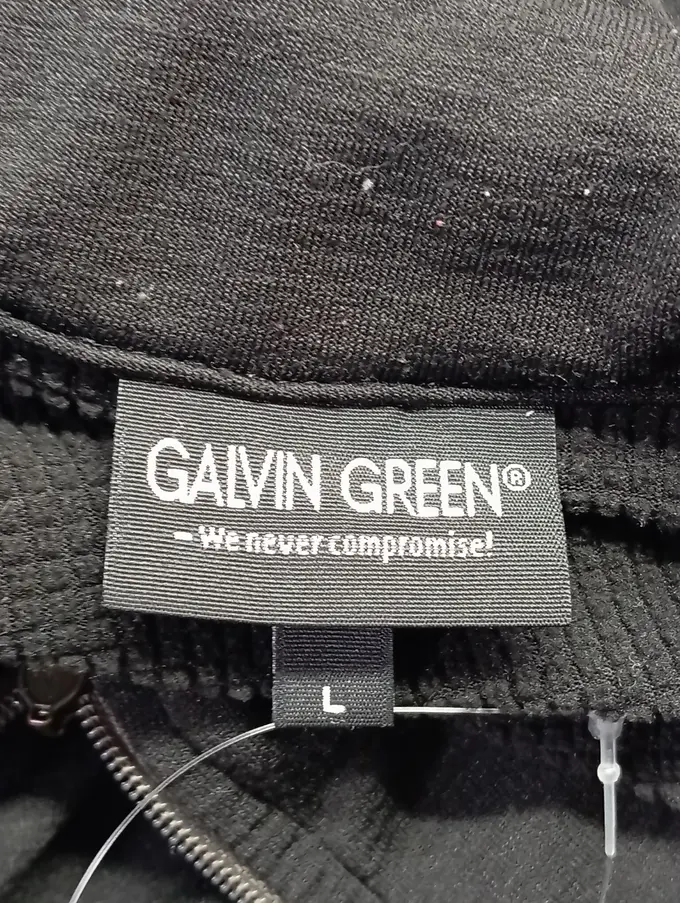 GALVIN GREEN®
– We never compromise!
L